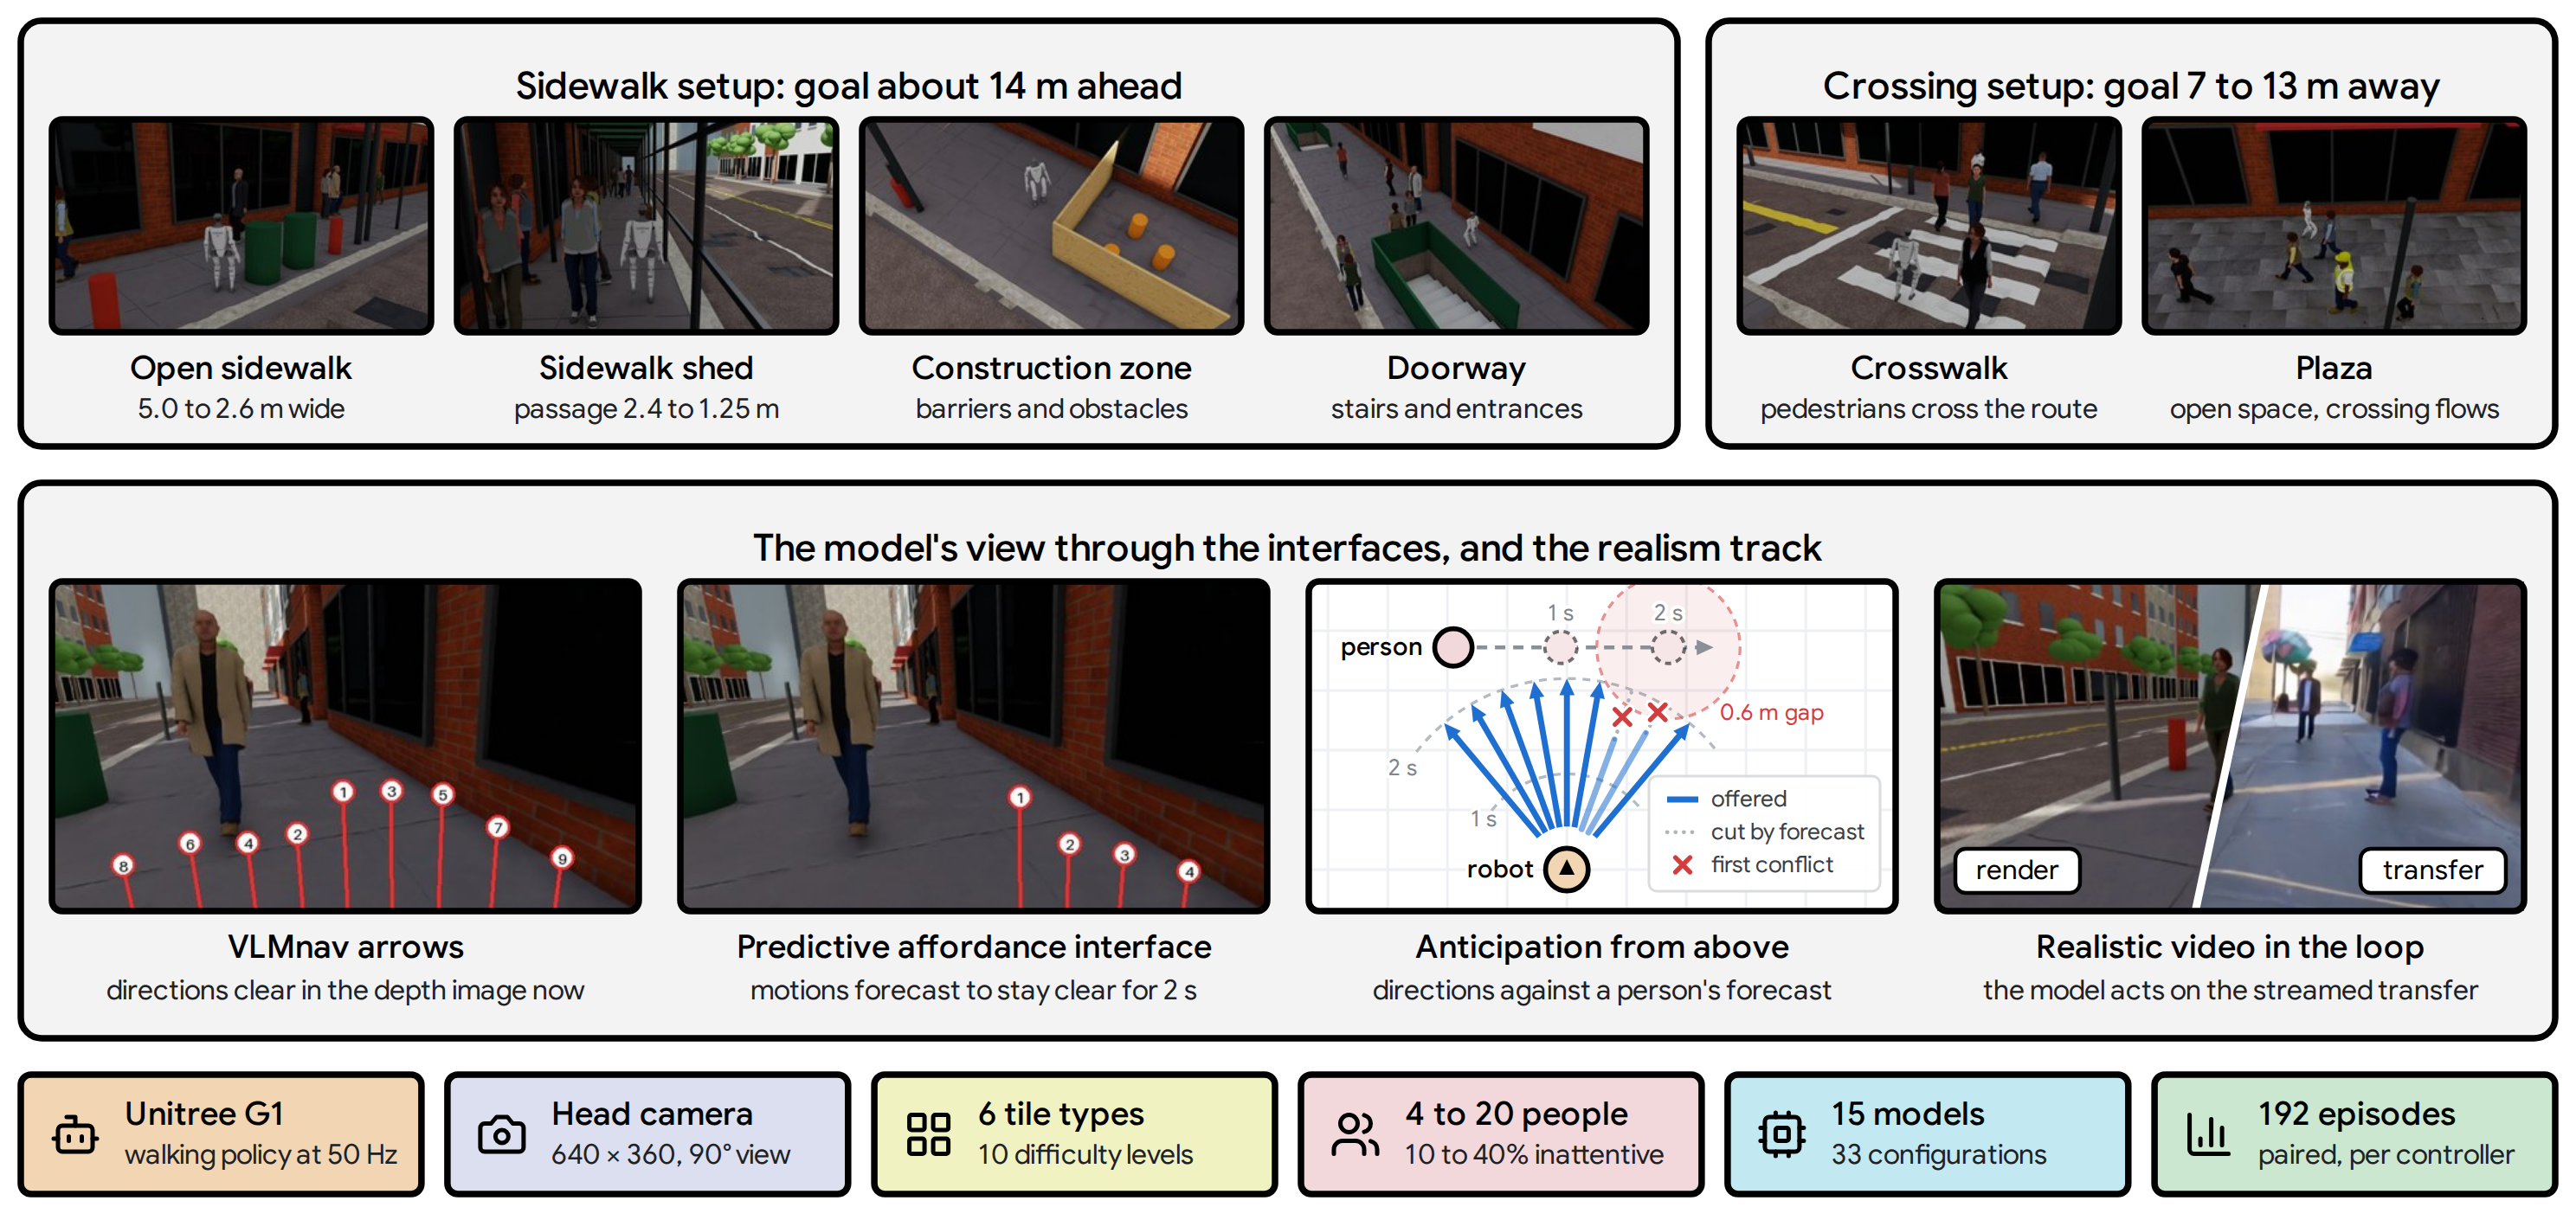 Sidewalk setup: goal about 14 m ahead
Open sidewalk
5.0 to 2.6 m wide
Sidewalk shed
passage 2.4 to 1.25 m
Construction zone
barriers and obstacles
Doorway
stairs and entrances
Crossing setup: goal 7 to 13 m away
Crosswalk
pedestrians cross the route
Plaza
open space, crossing flows
The model's view through the interfaces, and the realism track
8
6
4
2
1
3
5
7
9
VLMnav arrows
directions clear in the depth image now
1
2
3
4
Predictive affordance interface
motions forecast to stay clear for 2 s
1 s
2 s
person
0.6 m gap
2 s
1 s
robot
offered
cut by forecast
first conflict
Anticipation from above
directions against a person's forecast
render
transfer
Realistic video in the loop
the model acts on the streamed transfer
Unitree G1
walking policy at 50 Hz
Head camera
640 × 360, 90° view
6 tile types
10 difficulty levels
4 to 20 people
10 to 40% inattentive
15 models
33 configurations
192 episodes
paired, per controller